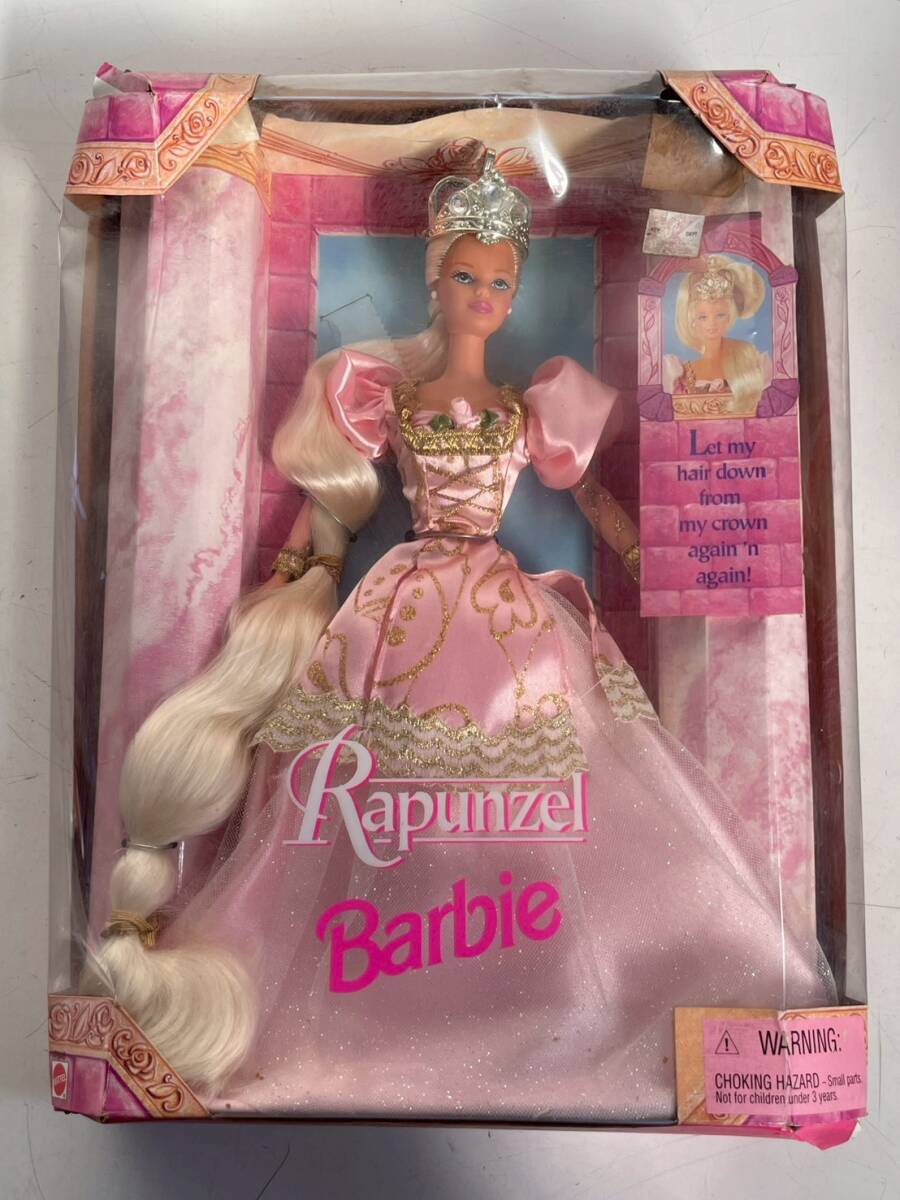 Let my
hair down
from
my crown
again 'n
again!
Rapunzel
Barbie
WARNING:
CHOKING HAZARD - Small parts.
Not for children under 3 years.
MATTEL